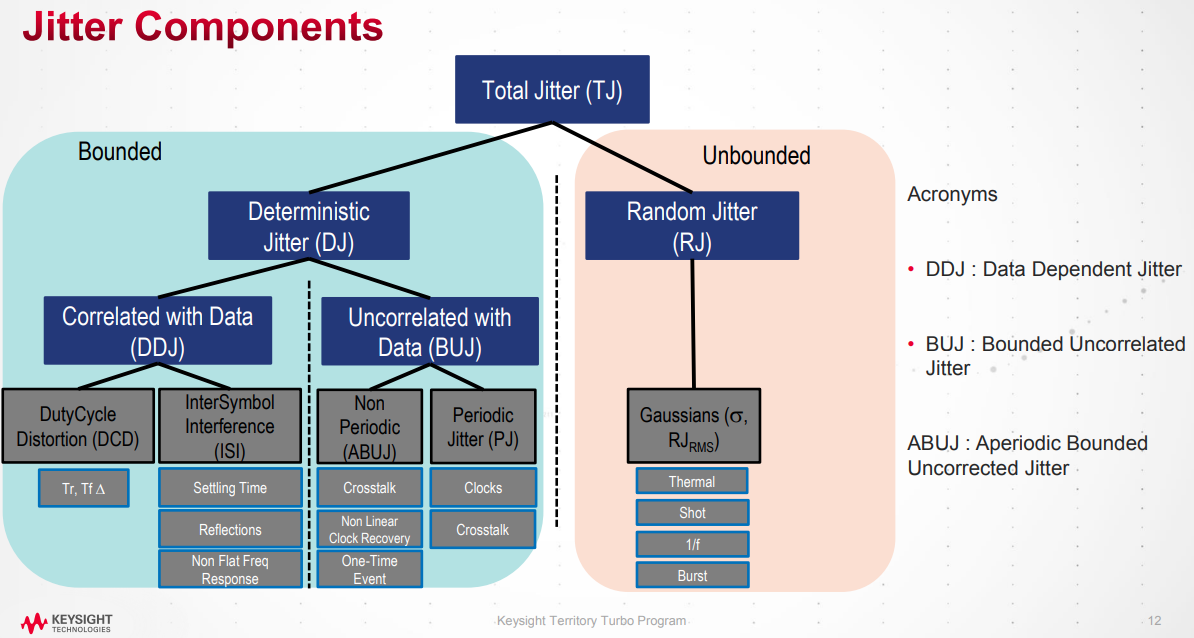 Jitter Components
Total Jitter (TJ)
Bounded
Unbounded
Deterministic
Jitter (DJ)
Random Jitter
(RJ)
Correlated with Data
(DDJ)
Uncorrelated with
Data (BUJ)
DutyCycle
Distortion (DCD)
InterSymbol
Interference
(ISI)
Non
Periodic
(ABUJ)
Periodic
Jitter (PJ)
Gaussians (σ,
RJRMS)
Tr, Tf Δ
Settling Time
Reflections
Non Flat Freq
Response
Crosstalk
Non Linear
Clock Recovery
One-Time
Event
Clocks
Crosstalk
Thermal
Shot
1/f
Burst
Acronyms
• DDJ : Data Dependent Jitter
• BUJ : Bounded Uncorrelated
Jitter
ABUJ : Aperiodic Bounded
Uncorrected Jitter
KEYSIGHT
TECHNOLOGIES
Keysight Territory Turbo Program
12